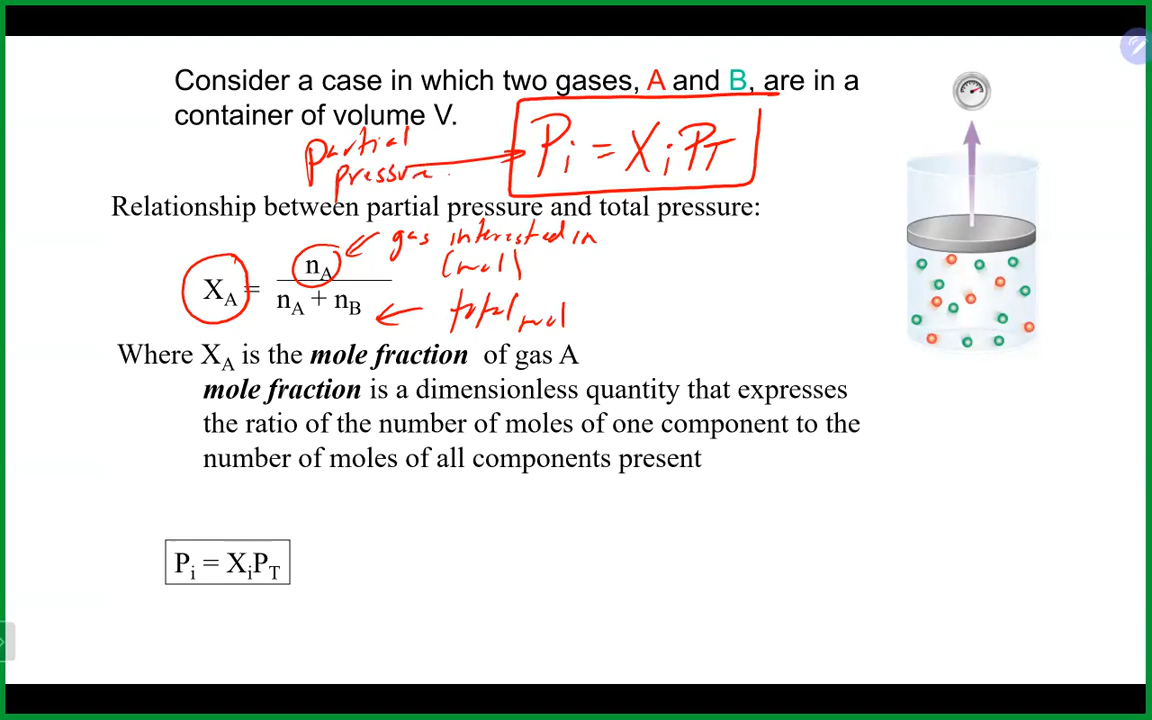 Consider a case in which two gases, A and B, are in a
container of volume V.
Partial
pressure
Pi = XiPT
Relationship between partial pressure and total pressure:
gas interested in
(mol)
XA = nA
nA + nB
total mol
Where XA is the mole fraction of gas A
mole fraction is a dimensionless quantity that expresses
the ratio of the number of moles of one component to the
number of moles of all components present
Pi = XiPT